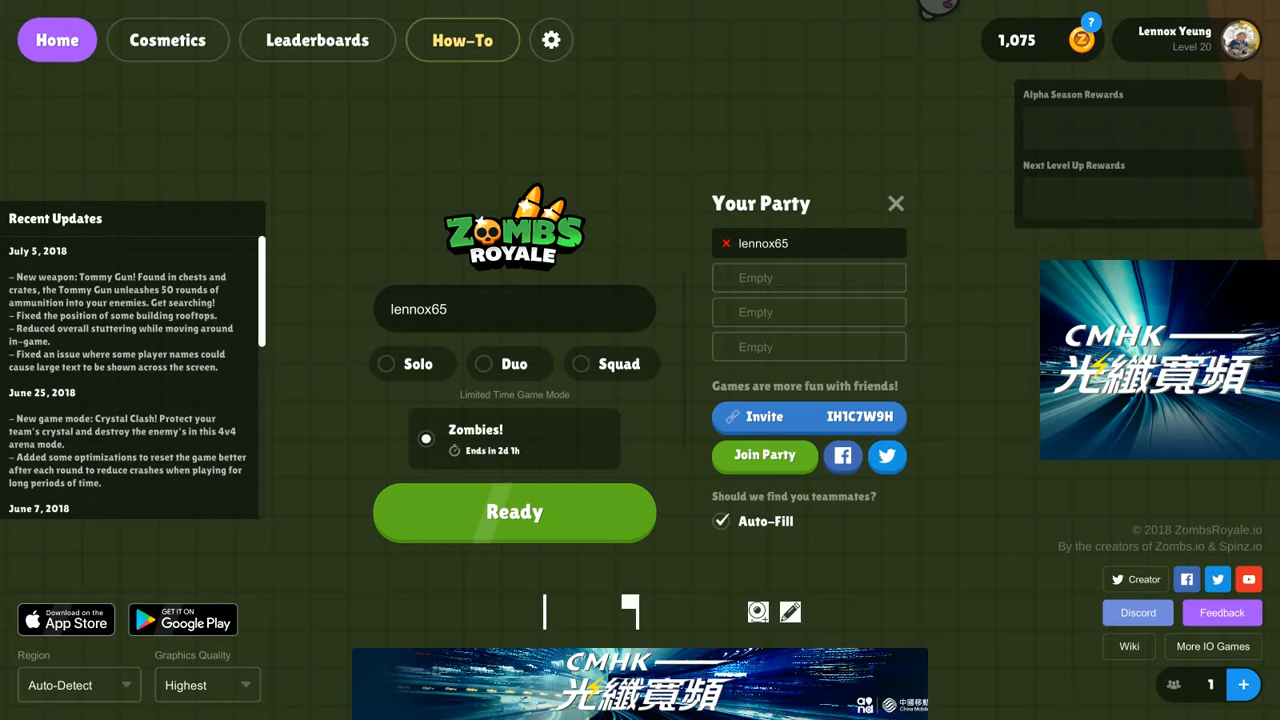 Home
Cosmetics
Leaderboards
How-To
1,075
?
Lennox Yeung
Level 20
Alpha Season Rewards
Next Level Up Rewards
Recent Updates
July 5, 2018
- New weapon: Tommy Gun! Found in chests and
crates, the Tommy Gun unleashes 50 rounds of
ammunition into your enemies. Get searching!
- Fixed the position of some building rooftops.
- Reduced overall stuttering while moving around
in-game.
- Fixed an issue where some player names could
cause large text to be shown across the screen.
June 25, 2018
- New game mode: Crystal Clash! Protect your
team's crystal and destroy the enemy's in this 4v4
arena mode.
- Added some optimizations to reset the game better
after each round to reduce crashes when playing for
long periods of time.
June 7, 2018
ZOMBS
ROYALE
lennox65
Solo
Duo
Squad
Limited Time Game Mode
Zombies!
Ends in 2d 1h
Ready
Your Party
lennox65
Empty
Empty
Empty
Games are more fun with friends!
Invite
IH1C7W9H
Join Party
Should we find you teammates?
Auto-Fill
CMHK
光纖寬頻
© 2018 ZombsRoyale.io
By the creators of Zombs.io & Spinz.io
Creator
Discord
Feedback
Wiki
More IO Games
1
+
Download on the
App Store
GET IT ON
Google Play
Region
Auto-Detect
Graphics Quality
Highest
CMHK
光纖寬頻
中國移動
China Mobile